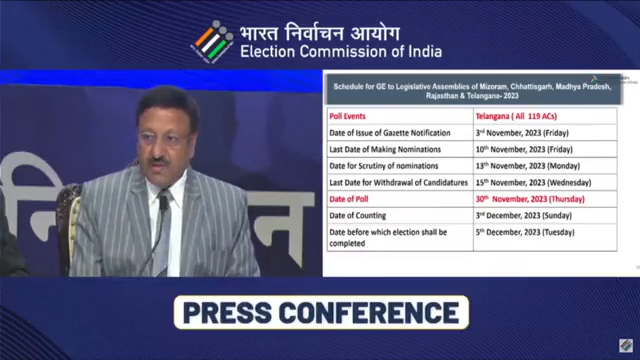 भारत निर्वाचन आयोग
Election Commission of India
Schedule for GE to Legislative Assemblies of Mizoram, Chhattisgarh, Madhya Pradesh,
Rajasthan & Telangana- 2023
Poll Events Telangana ( All 119 ACs)
Date of Issue of Gazette Notification 3rd November, 2023 (Friday)
Last Date of Making Nominations 10th November, 2023 (Friday)
Date for Scrutiny of nominations 13th November, 2023 (Monday)
Last Date for Withdrawal of Candidatures 15th November, 2023 (Wednesday)
Date of Poll 30th November, 2023 (Thursday)
Date of Counting 3rd December, 2023 (Sunday)
Date before which election shall be 5th December, 2023 (Tuesday)
completed
PRESS CONFERENCE